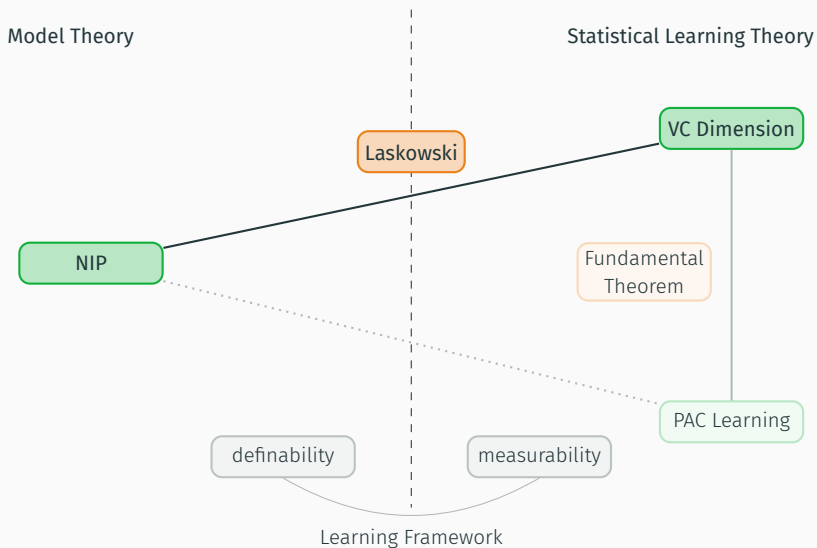 Model Theory
Statistical Learning Theory
VC Dimension
Laskowski
NIP
Fundamental
Theorem
PAC Learning
definability
measurability
Learning Framework